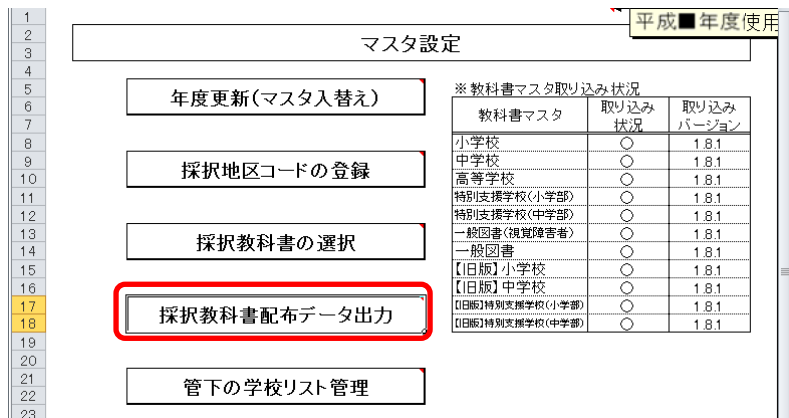 平成■年度使用
マスタ設定
年度更新(マスタ入替え)
採択地区コードの登録
採択教科書の選択
採択教科書配布データ出力
管下の学校リスト管理
※教科書マスタ取り込み状況
教科書マスタ 取り込み状況 取り込みバージョン
小学校 ○ 1.8.1
中学校 ○ 1.8.1
高等学校 ○ 1.8.1
特別支援学校(小学部) ○ 1.8.1
特別支援学校(中学部) ○ 1.8.1
一般図書(視覚障害者) ○ 1.8.1
一般図書 ○ 1.8.1
【旧版】小学校 ○ 1.8.1
【旧版】中学校 ○ 1.8.1
【旧版】特別支援学校(小学部) ○ 1.8.1
【旧版】特別支援学校(中学部) ○ 1.8.1
1
2
3
4
5
6
7
8
9
10
11
12
13
14
15
16
17
18
19
20
21
22
23